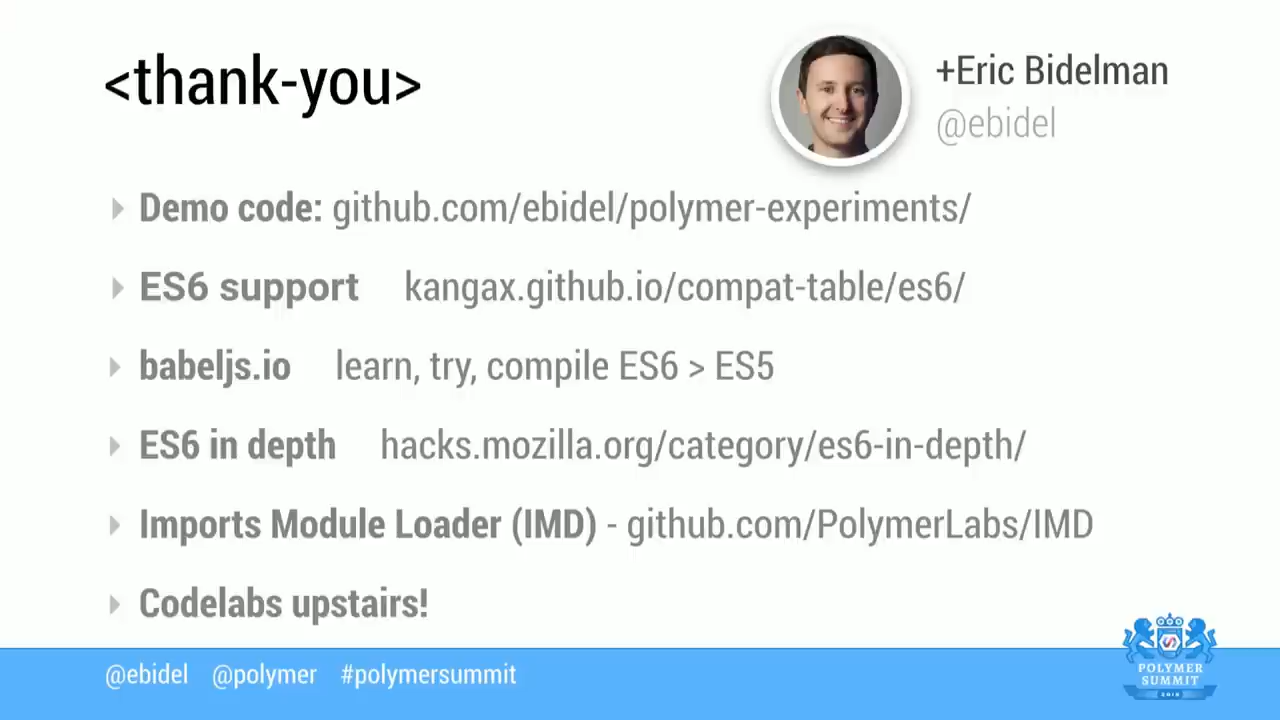 <thank-you>
+Eric Bidelman
@ebidel
Demo code: github.com/ebidel/polymer-experiments/
ES6 support kangax.github.io/compat-table/es6/
babeljs.io learn, try, compile ES6 > ES5
ES6 in depth hacks.mozilla.org/category/es6-in-depth/
Imports Module Loader (IMD) - github.com/PolymerLabs/IMD
Codelabs upstairs!
@ebidel @polymer #polymersummit
POLYMER
SUMMIT
2015